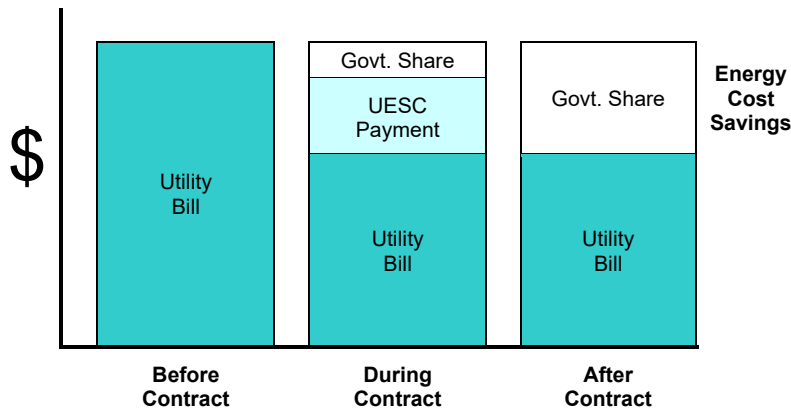 $
Utility
Bill
Govt. Share
UESC
Payment
Utility
Bill
Govt. Share
Utility
Bill
Energy
Cost
Savings
Before
Contract
During
Contract
After
Contract